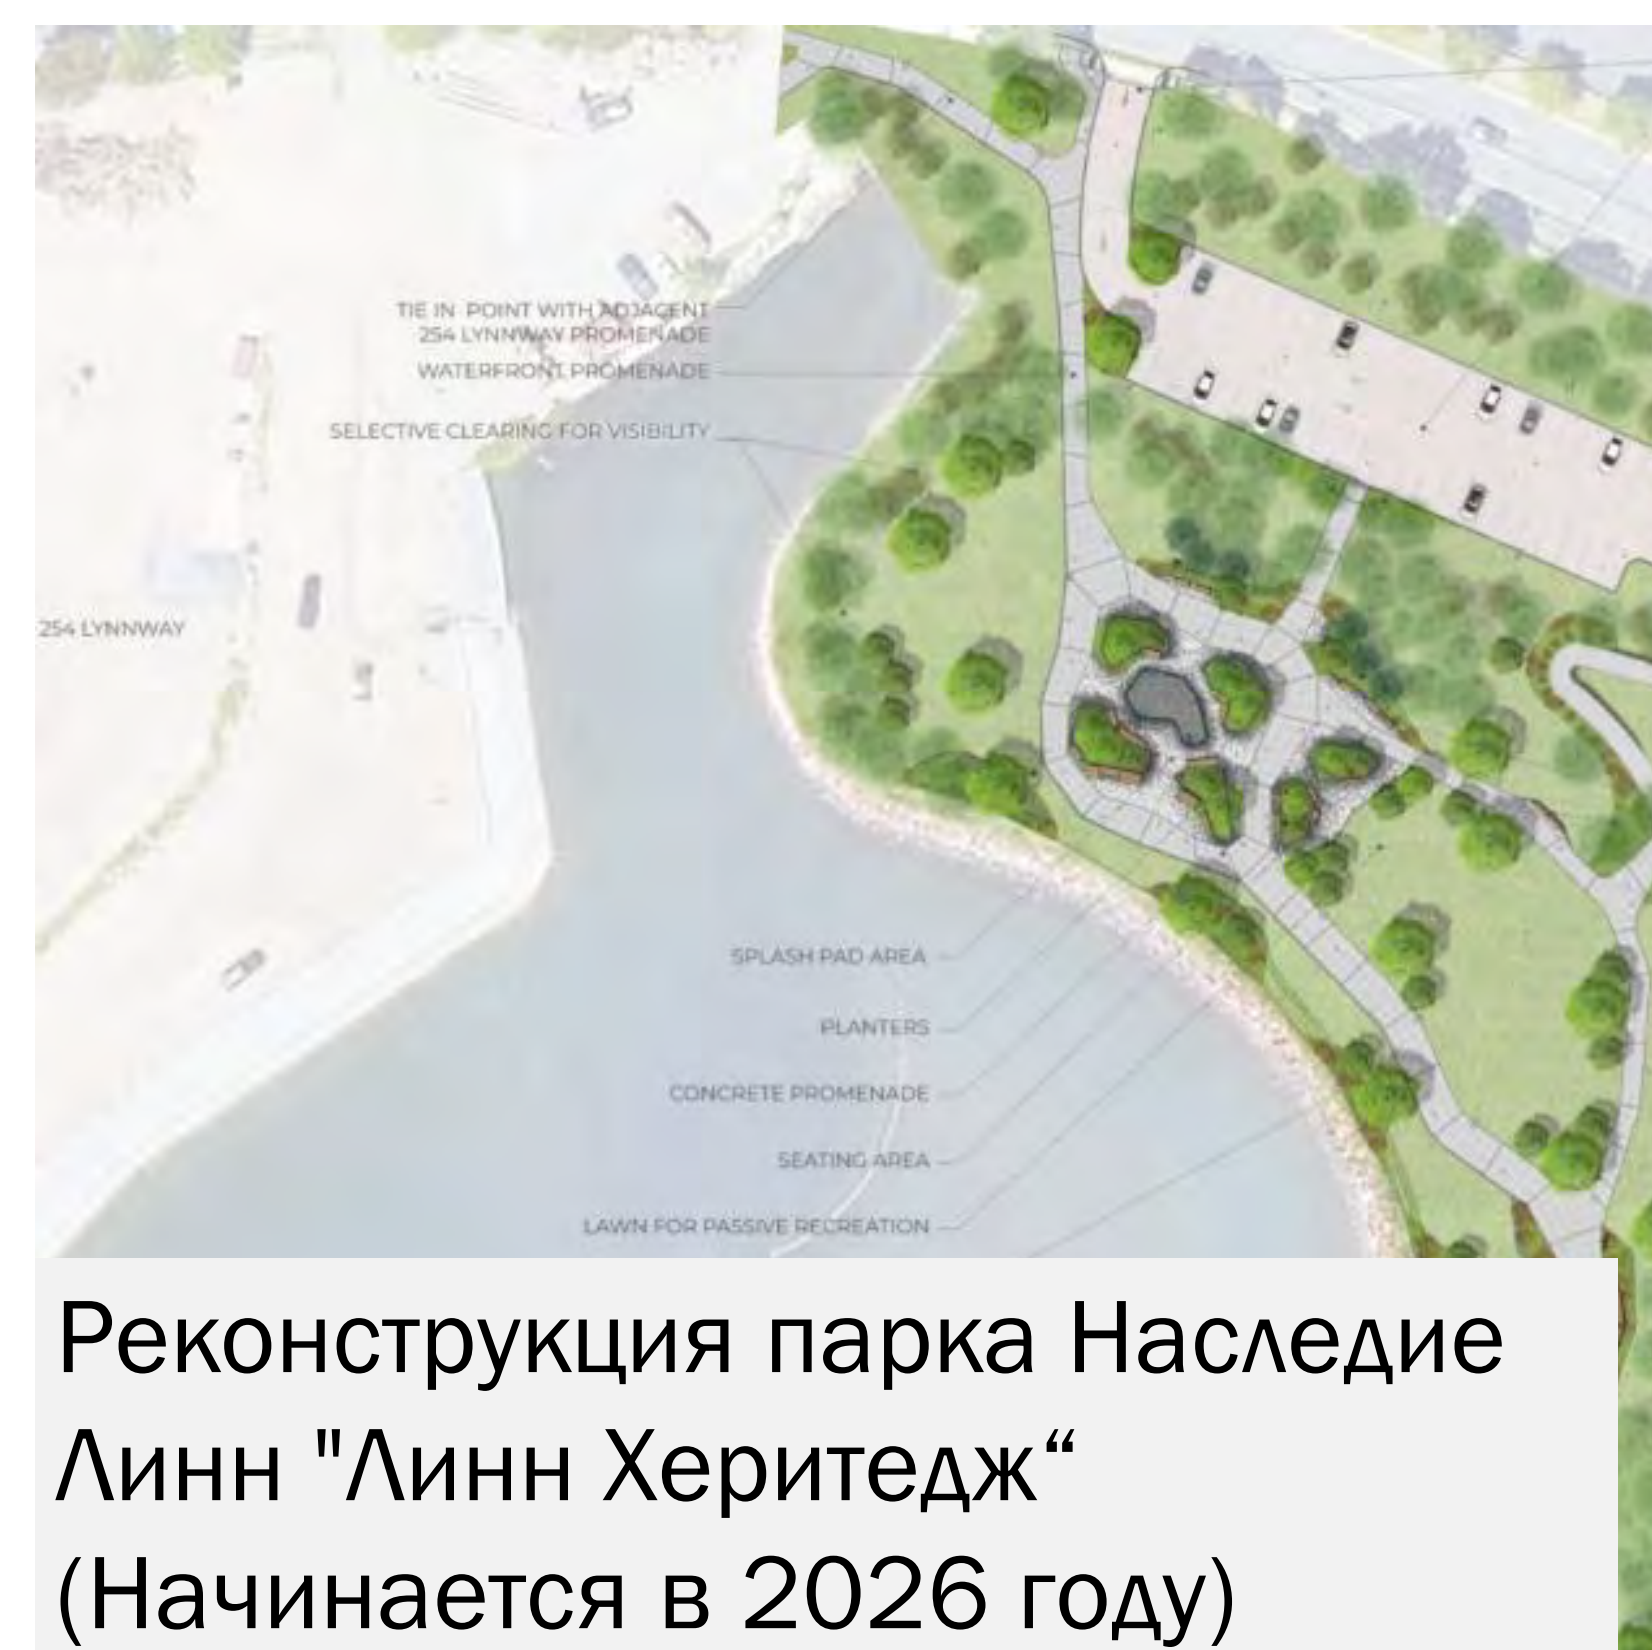 TIE IN POINT WITH ADJACENT
254 LYNNWAY PROMENADE
WATERFRONT PROMENADE
SELECTIVE CLEARING FOR VISIBILITY
254 LYNNWAY
SPLASH PAD AREA
PLANTERS
CONCRETE PROMENADE
SEATING AREA
LAWN FOR PASSIVE RECREATION
Реконструкция парка Наследие
Линн "Линн Херитедж“
(Начинается в 2026 году)